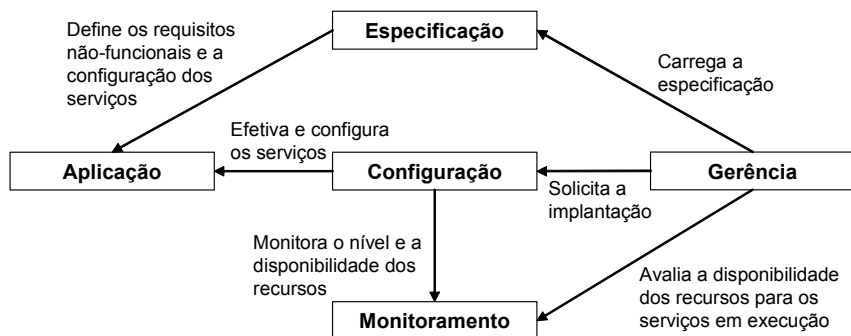 Define os requisitos
não-funcionais e a
configuração dos
serviços
Especificação
Carrega a
especificação
Efetiva e configura
os serviços
Aplicação
Configuração
Gerência
Solicita a
implantação
Monitora o nível e a
disponibilidade dos
recursos
Avalia a disponibilidade
dos recursos para os
serviços em execução
Monitoramento